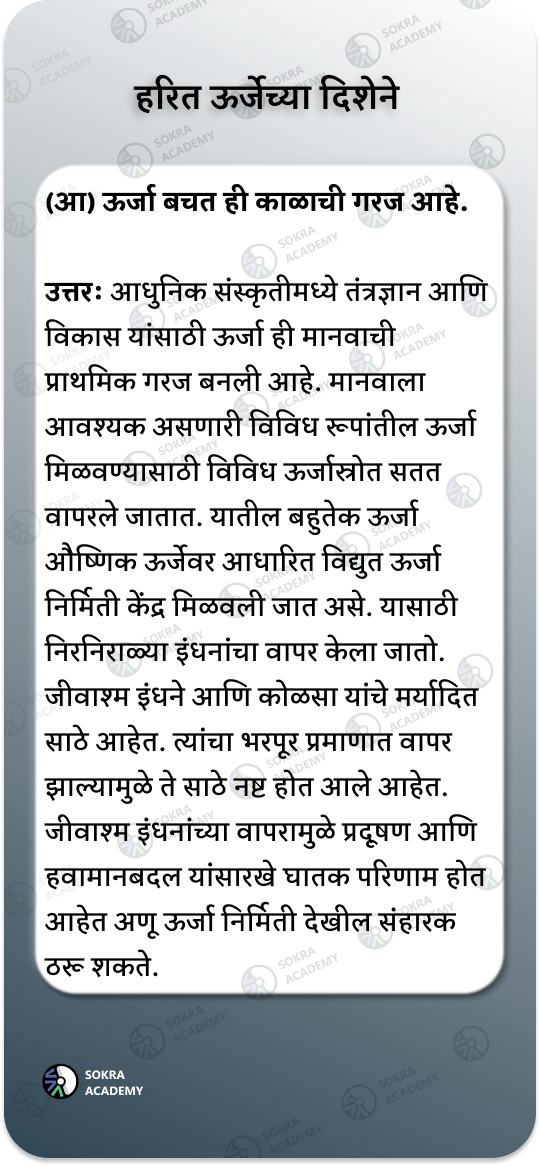 हरित ऊर्जेच्या दिशेने
(आ) ऊर्जा बचत ही काळाची गरज आहे.
उत्तर: आधुनिक संस्कृतीमध्ये तंत्रज्ञान आणि
विकास यांसाठी ऊर्जा ही मानवाची
प्राथमिक गरज बनली आहे. मानवाला
आवश्यक असणारी विविध रूपांतील ऊर्जा
मिळवण्यासाठी विविध ऊर्जास्त्रोत सतत
वापरले जातात. यातील बहुतेक ऊर्जा
औष्णिक ऊर्जेवर आधारित विद्युत ऊर्जा
निर्मिती केंद्र मिळवली जात असे. यासाठी
निरनिराळ्या इंधनांचा वापर केला जातो.
जीवाश्म इंधने आणि कोळसा यांचे मर्यादित
साठे आहेत. त्यांचा भरपूर प्रमाणात वापर
झाल्यामुळे ते साठे नष्ट होत आले आहेत.
जीवाश्म इंधनांच्या वापरामुळे प्रदूषण आणि
हवामानबदल यांसारखे घातक परिणाम होत
आहेत अणू ऊर्जा निर्मिती देखील संहारक
ठरू शकते.
SOKRA
ACADEMY